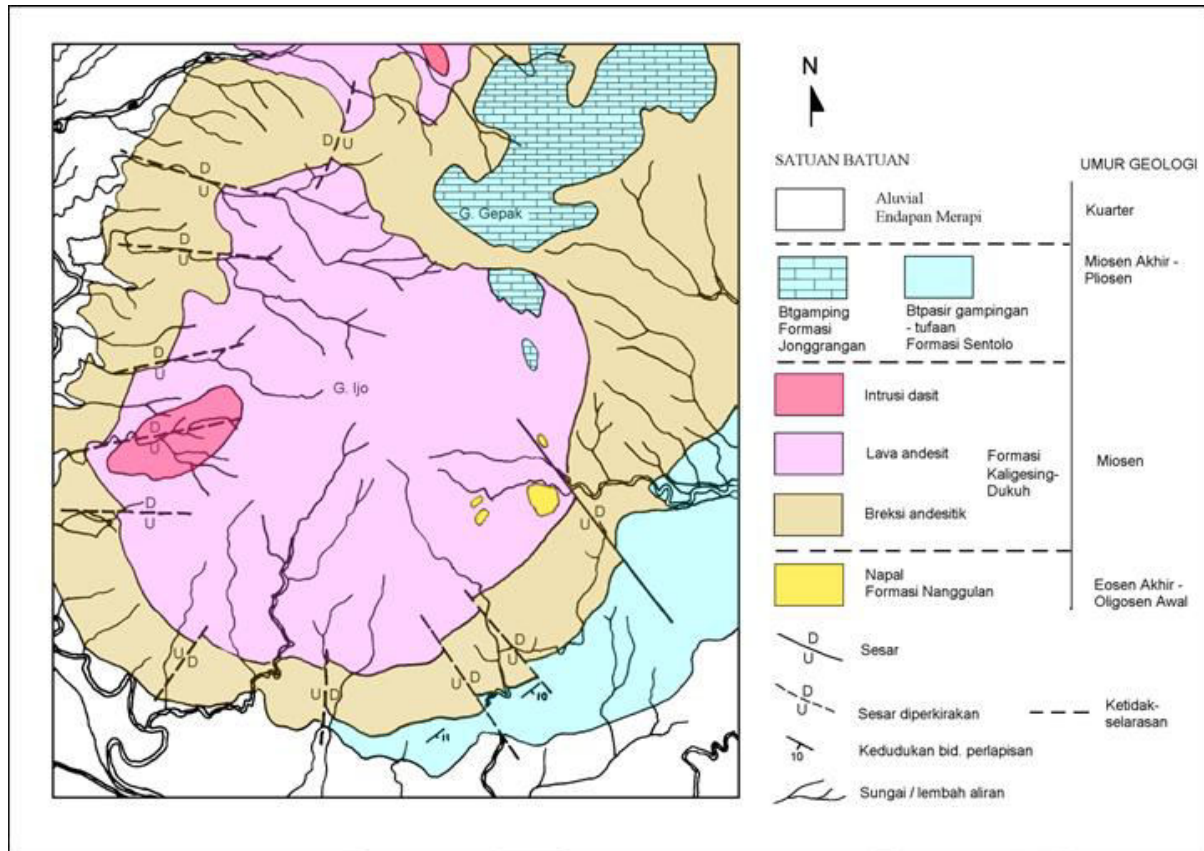 N
SATUAN BATUAN
UMUR GEOLOGI
Aluvial
Endapan Merapi
Kuarter
Miosen Akhir -
Pliosen
Btgamping
Formasi
Jonggrangan
Btpasir gampingan
- tufaan
Formasi Sentolo
Intrusi dasit
Lava andesit
Formasi
Kaligesing-
Dukuh
Miosen
Breksi andesitik
Napal
Formasi Nanggulan
Eosen Akhir -
Oligosen Awal
D
U
Sesar
D
U
Sesar diperkirakan
Ketidak-
selarasan
10
Kedudukan bid. perlapisan
Sungai / lembah aliran
D U
D
U
G. Gepak
D
U
D
U
G. Ijo
D
U
D
U
U D
D
U
U D
U D
U D
10
11